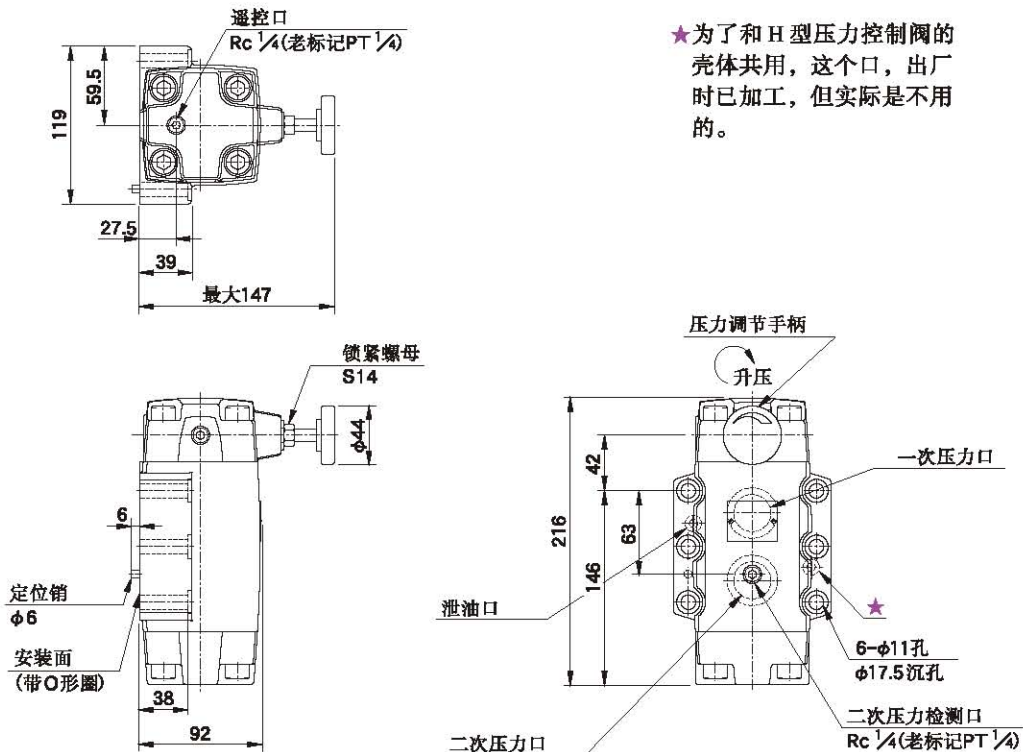 遥控口
Rc ¼(老标记PT ¼)
★为了和 H 型压力控制阀的
壳体共用，这个口，出厂
时已加工，但实际是不用
的。
59.5
119
27.5
39
最大147
锁紧螺母
S14
φ44
6
定位销
φ6
安装面
(带O形圈)
38
92
压力调节手柄
升压
一次压力口
42
63
216
146
泄油口
★
6-φ11孔
φ17.5沉孔
二次压力检测口
Rc ¼(老标记PT ¼)
二次压力口